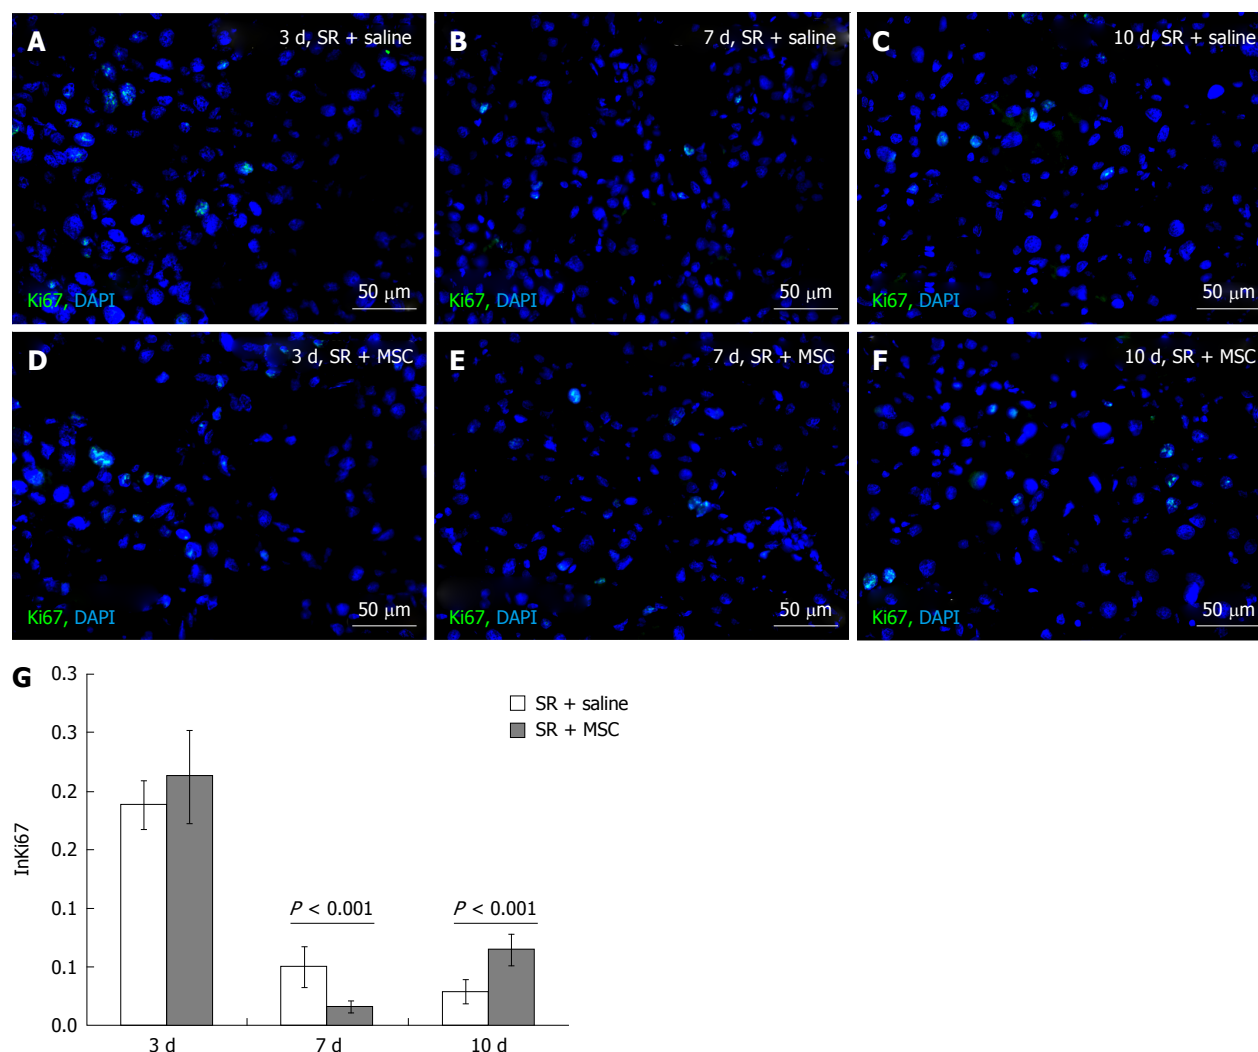 A
3 d, SR + saline
Ki67, DAPI
50 μm
B
7 d, SR + saline
Ki67, DAPI
50 μm
C
10 d, SR + saline
Ki67, DAPI
50 μm
D
3 d, SR + MSC
Ki67, DAPI
50 μm
E
7 d, SR + MSC
Ki67, DAPI
50 μm
F
10 d, SR + MSC
Ki67, DAPI
50 μm
G
InKi67
0.3
0.3
0.2
0.2
0.1
0.1
0.0
SR + saline
SR + MSC
P < 0.001
P < 0.001
3 d
7 d
10 d